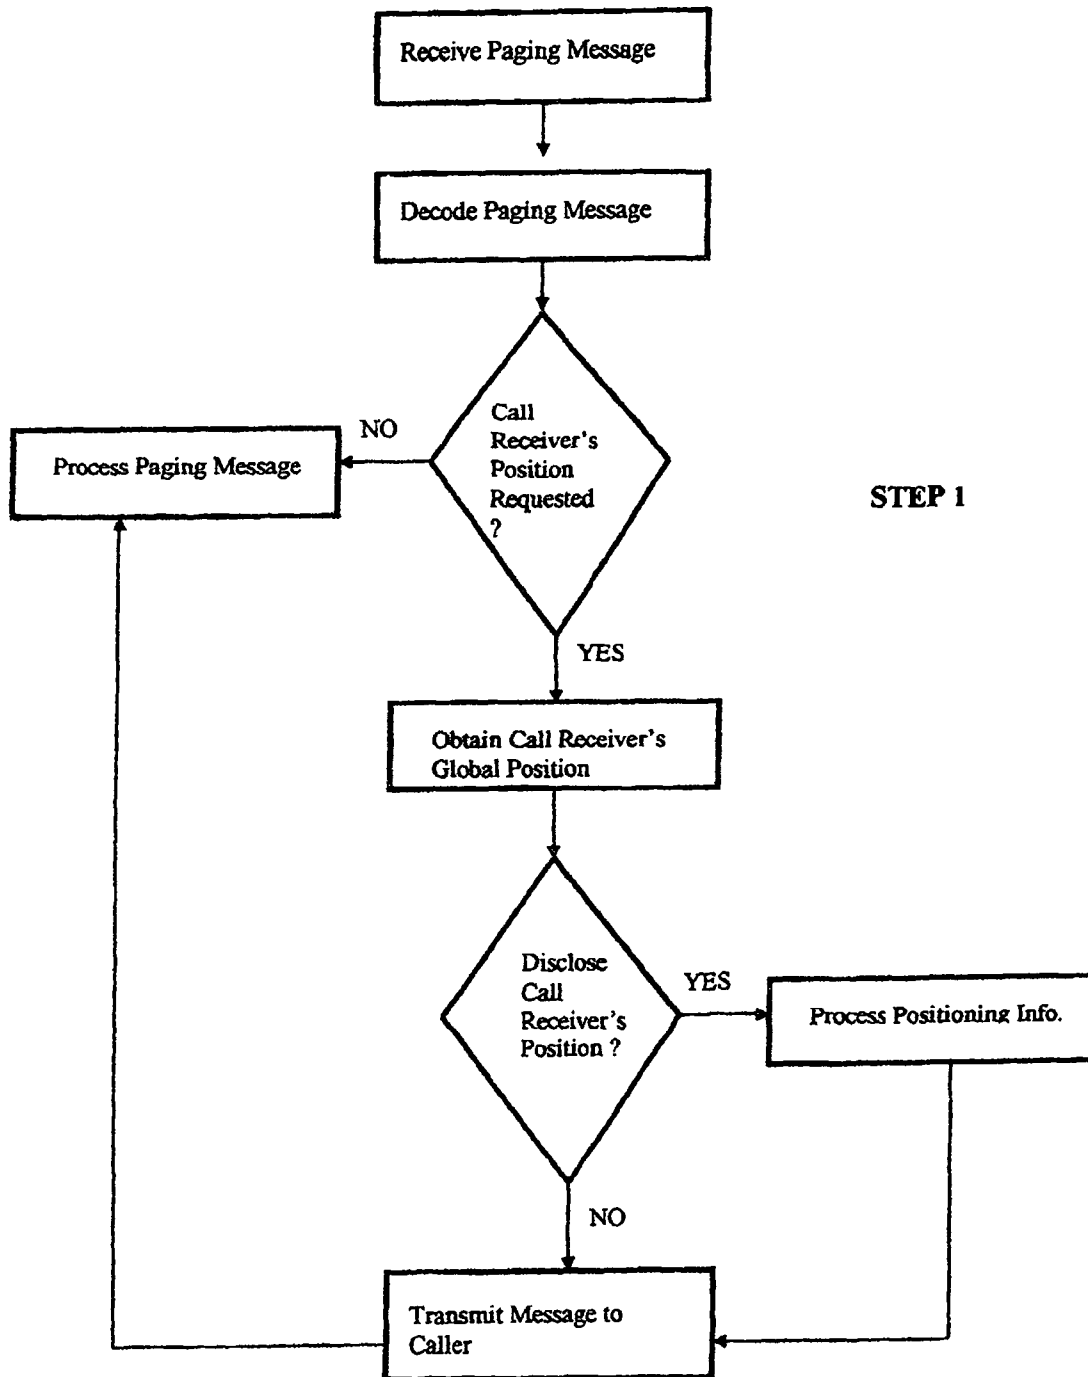 Receive Paging Message
Decode Paging Message
Call
Receiver's
Position
Requested
?
NO
Process Paging Message
STEP 1
YES
Obtain Call Receiver's
Global Position
Disclose
Call
Receiver's
Position ?
YES
Process Positioning Info.
NO
Transmit Message to
Caller